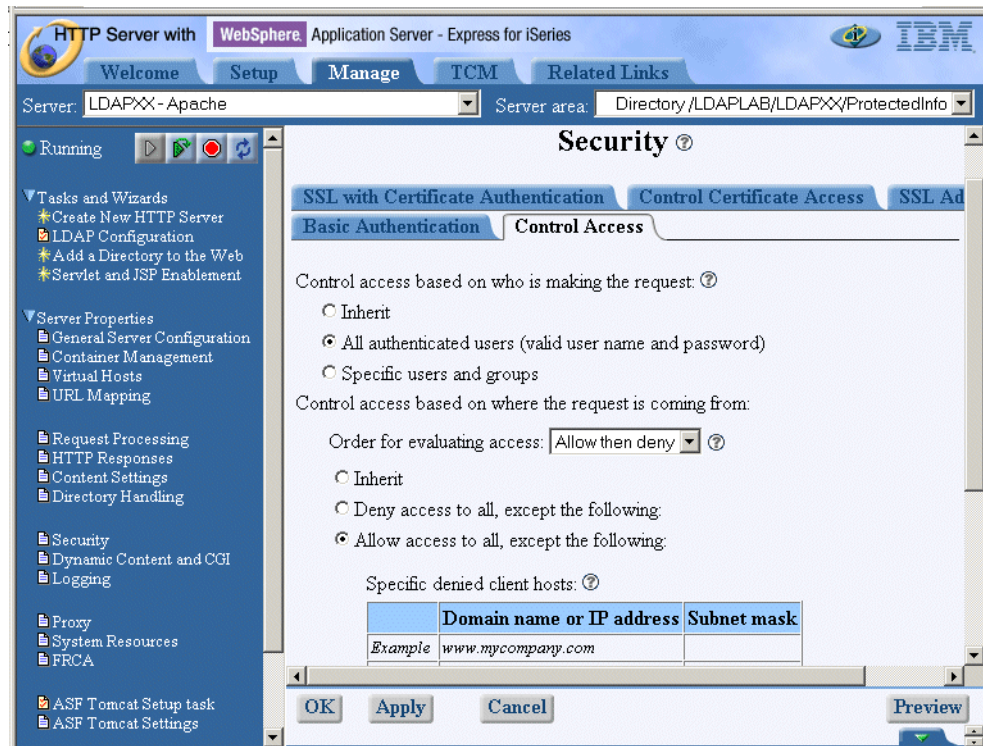 HTTP Server with WebSphere. Application Server - Express for iSeries IBM
Welcome Setup Manage TCM Related Links
Server: LDAPXX - Apache Server area: Directory /LDAPLAB/LDAPXX/ProtectedInfo
Running
Tasks and Wizards
Create New HTTP Server
LDAP Configuration
Add a Directory to the Web
Servlet and JSP Enablement
Server Properties
General Server Configuration
Container Management
Virtual Hosts
URL Mapping
Request Processing
HTTP Responses
Content Settings
Directory Handling
Security
Dynamic Content and CGI
Logging
Proxy
System Resources
FRCA
ASF Tomcat Setup task
ASF Tomcat Settings
Security ?
SSL with Certificate Authentication Control Certificate Access SSL Ad
Basic Authentication Control Access
Control access based on who is making the request: ?
Inherit
All authenticated users (valid user name and password)
Specific users and groups
Control access based on where the request is coming from:
Order for evaluating access: Allow then deny ?
Inherit
Deny access to all, except the following:
Allow access to all, except the following:
Specific denied client hosts: ?
Domain name or IP address Subnet mask
Example www.mycompany.com
OK Apply Cancel Preview